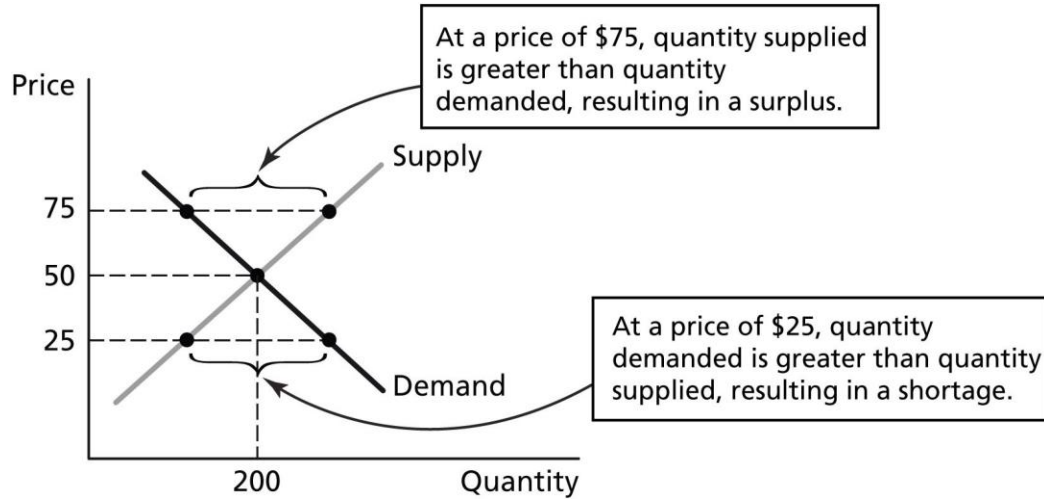 At a price of $75, quantity supplied
is greater than quantity
demanded, resulting in a surplus.
Price
Supply
75
50
25
At a price of $25, quantity
demanded is greater than quantity
supplied, resulting in a shortage.
Demand
200
Quantity